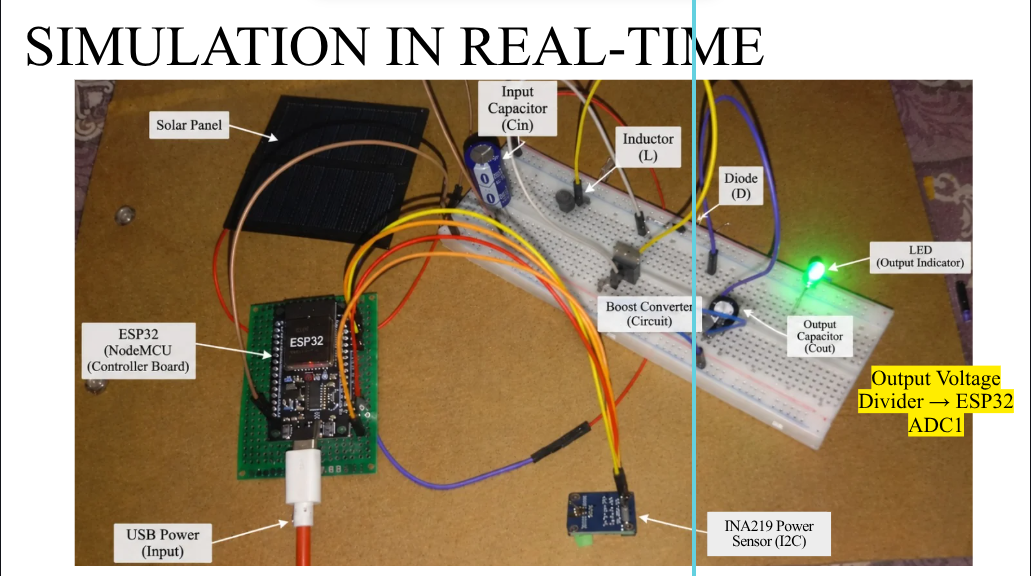 SIMULATION IN REAL-TIME
Solar Panel
Input
Capacitor
(Cin)
Inductor
(L)
Diode
(D)
LED
(Output Indicator)
Boost Converter
(Circuit)
Output
Capacitor
(Cout)
ESP32
(NodeMCU
(Controller Board)
ESP32
Output Voltage
Divider → ESP32
ADC1
USB Power
(Input)
INA219 Power
Sensor (I2C)